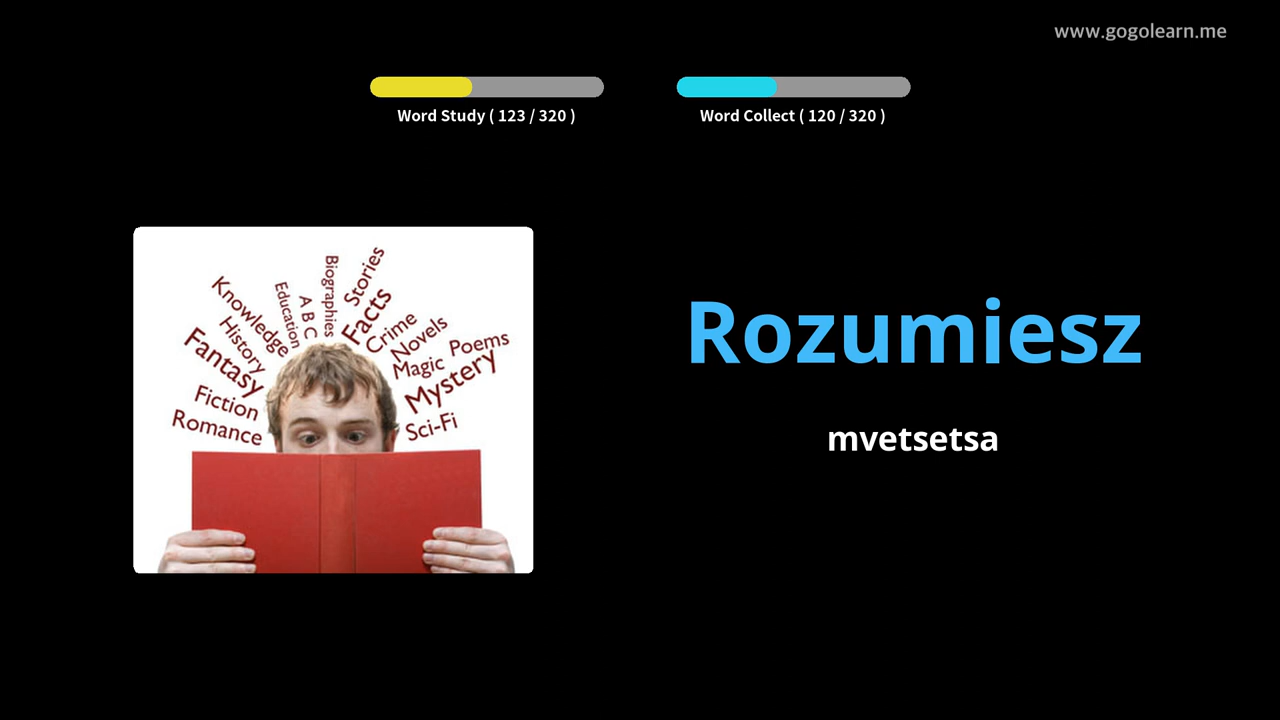 www.gogolearn.me
Word Study ( 123 / 320 )
Word Collect ( 120 / 320 )
Biographies
Stories
Education
A B C
Facts
Knowledge
Crime
History
Novels
Fantasy
Magic
Poems
Mystery
Fiction
Romance
Sci-Fi
Rozumiesz
mvetsetsa